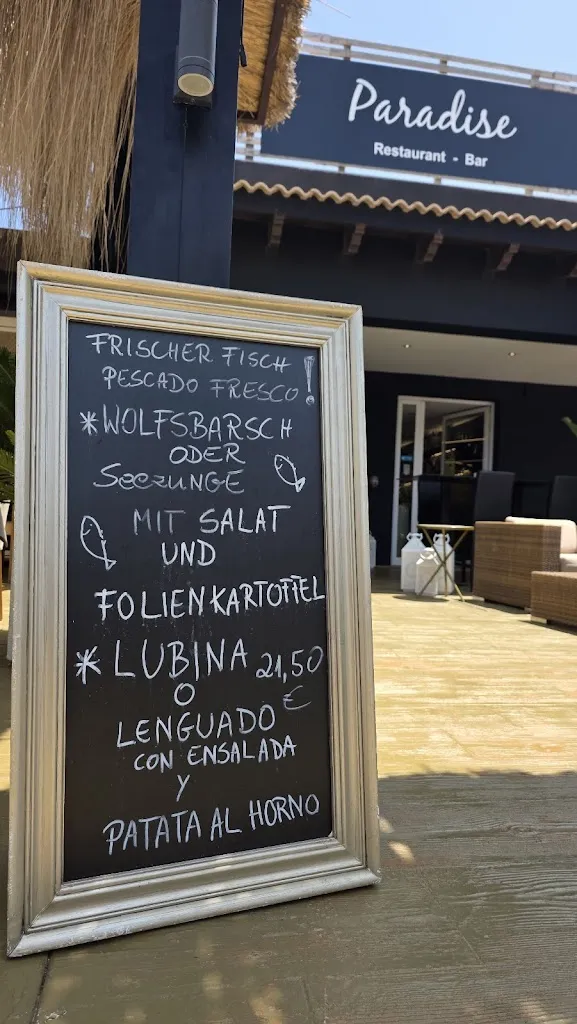 Paradise
Restaurant - Bar
FRISCHER FISCH
PESCADO FRESCO!
*WOLFSBARSCH
ODER
SEEZUNGE
MIT SALAT
UND
FOLIENKARTOFFEL
*LUBINA 21,50
O €
LENGUADO
CON ENSALADA
Y
PATATA AL HORNO